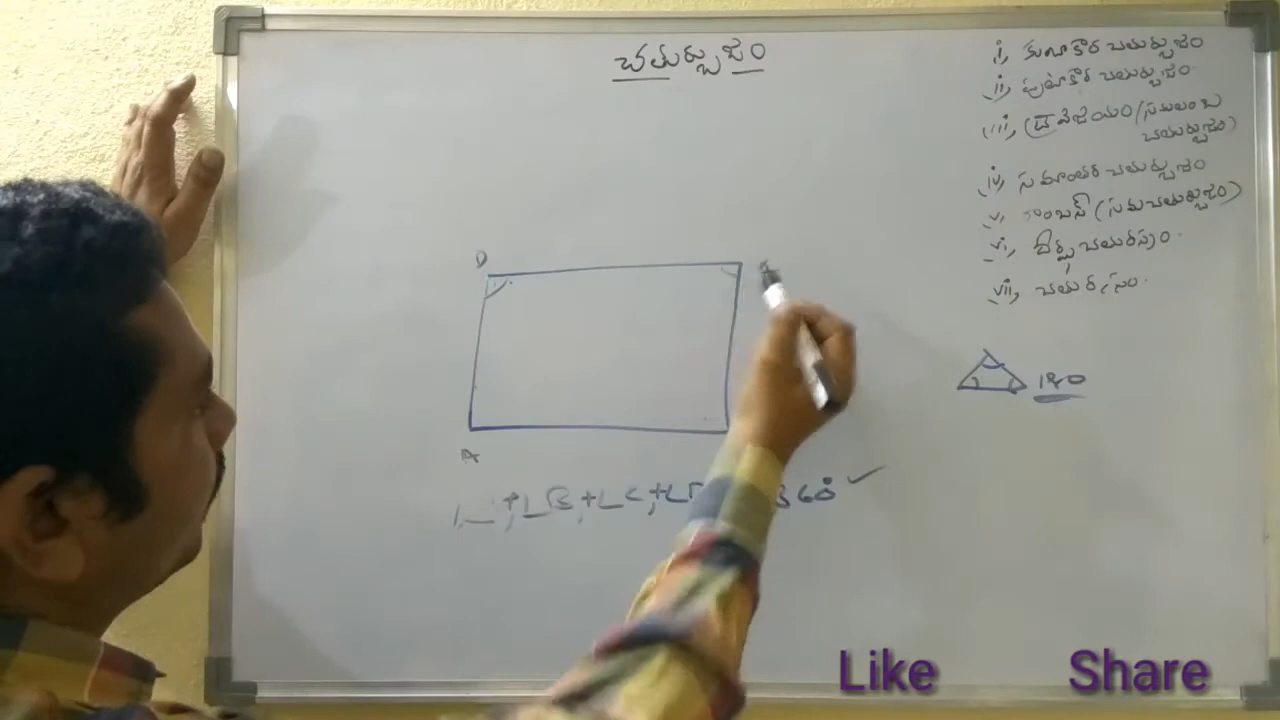 చతుర్భుజం
i, కుంభాకార చతుర్భుజం
ii, పుటాకార చతుర్భుజం
iii, ట్రెపిజియం/సమలంబ
చతుర్భుజం)
iv, సమాంతర చతుర్భుజం
v, రాంబస్ (సమచతుర్భుజం)
vi, దీర్ఘ చతురస్రం.
vii, చతురస్రం.
D
180
A
+∠B,+∠C,+∠D 360° ✓
Like Share